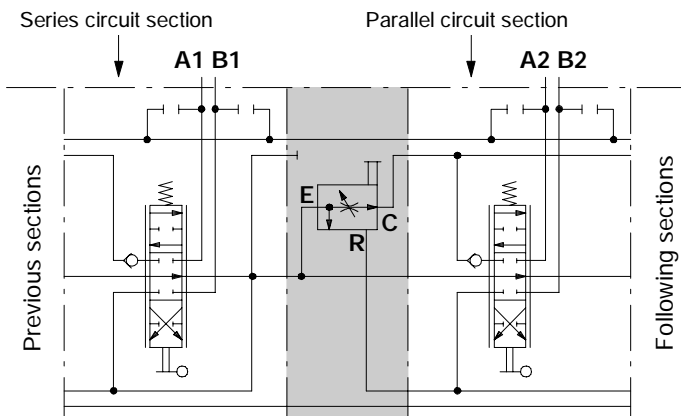 Series circuit section
Parallel circuit section
A1 B1
A2 B2
Previous sections
E
C
R
Following sections